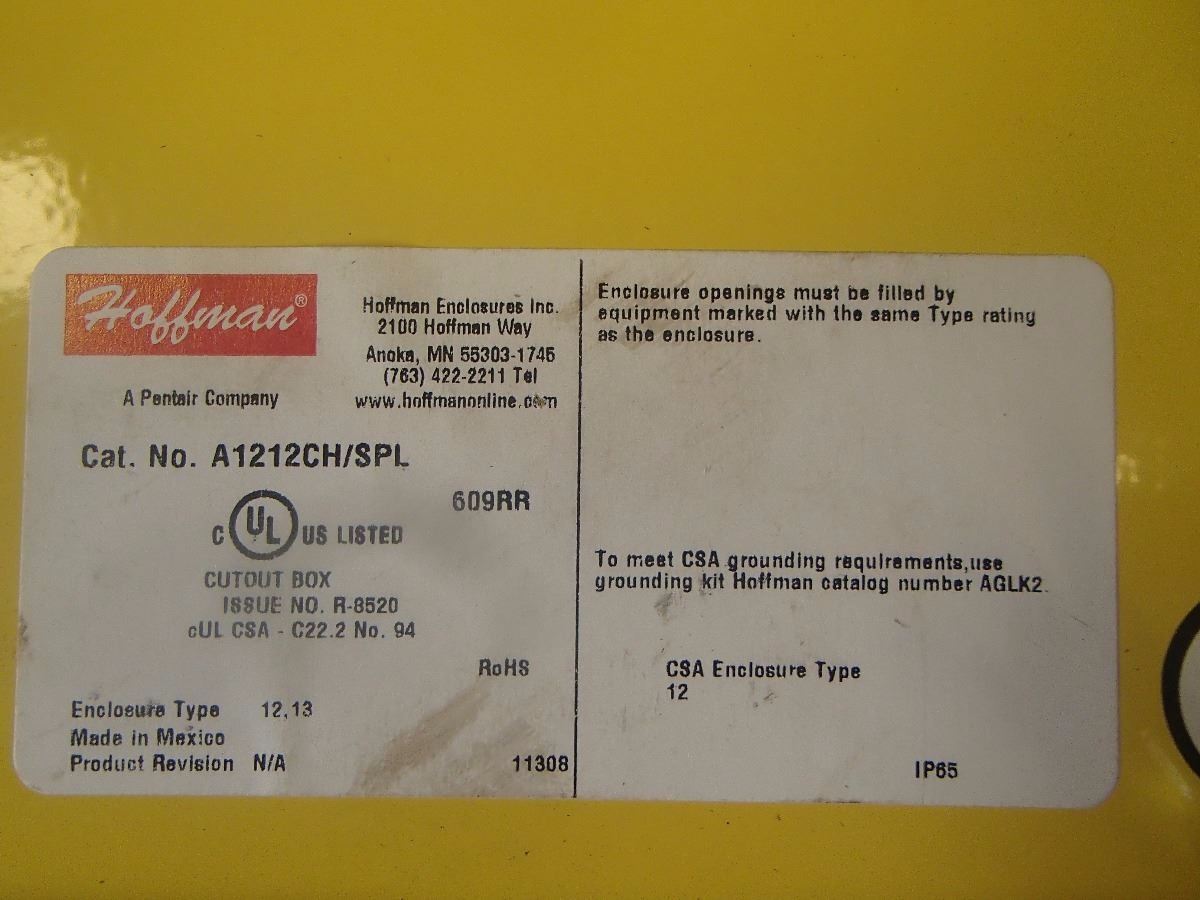 Hoffman®
A Pentair Company
Hoffman Enclosures Inc.
2100 Hoffman Way
Anoka, MN 55303-1745
(763) 422-2211 Tel
www.hoffmanonline.com
Cat. No. A1212CH/SPL
609RR
C UL US LISTED
CUTOUT BOX
ISSUE NO. R-8520
cUL CSA - C22.2 No. 94
RoHS
Enclosure Type 12,13
Made in Mexico
Product Revision N/A
11308
Enclosure openings must be filled by
equipment marked with the same Type rating
as the enclosure.
To meet CSA grounding requirements,use
grounding kit Hoffman catalog number AGLK2.
CSA Enclosure Type
12
IP65